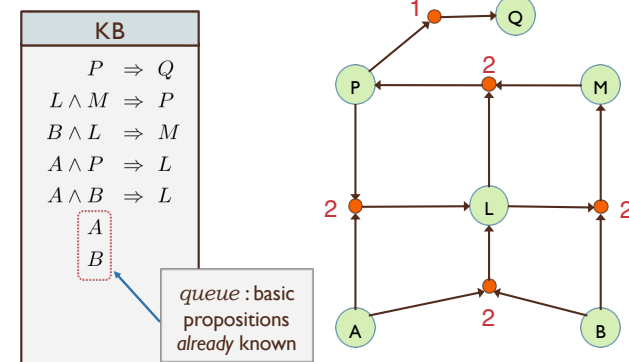 KB
P ⇒ Q
L ∧ M ⇒ P
B ∧ L ⇒ M
A ∧ P ⇒ L
A ∧ B ⇒ L
A
B
queue : basic
propositions
already known
1
Q
2
P
M
2
L
2
2
A
B